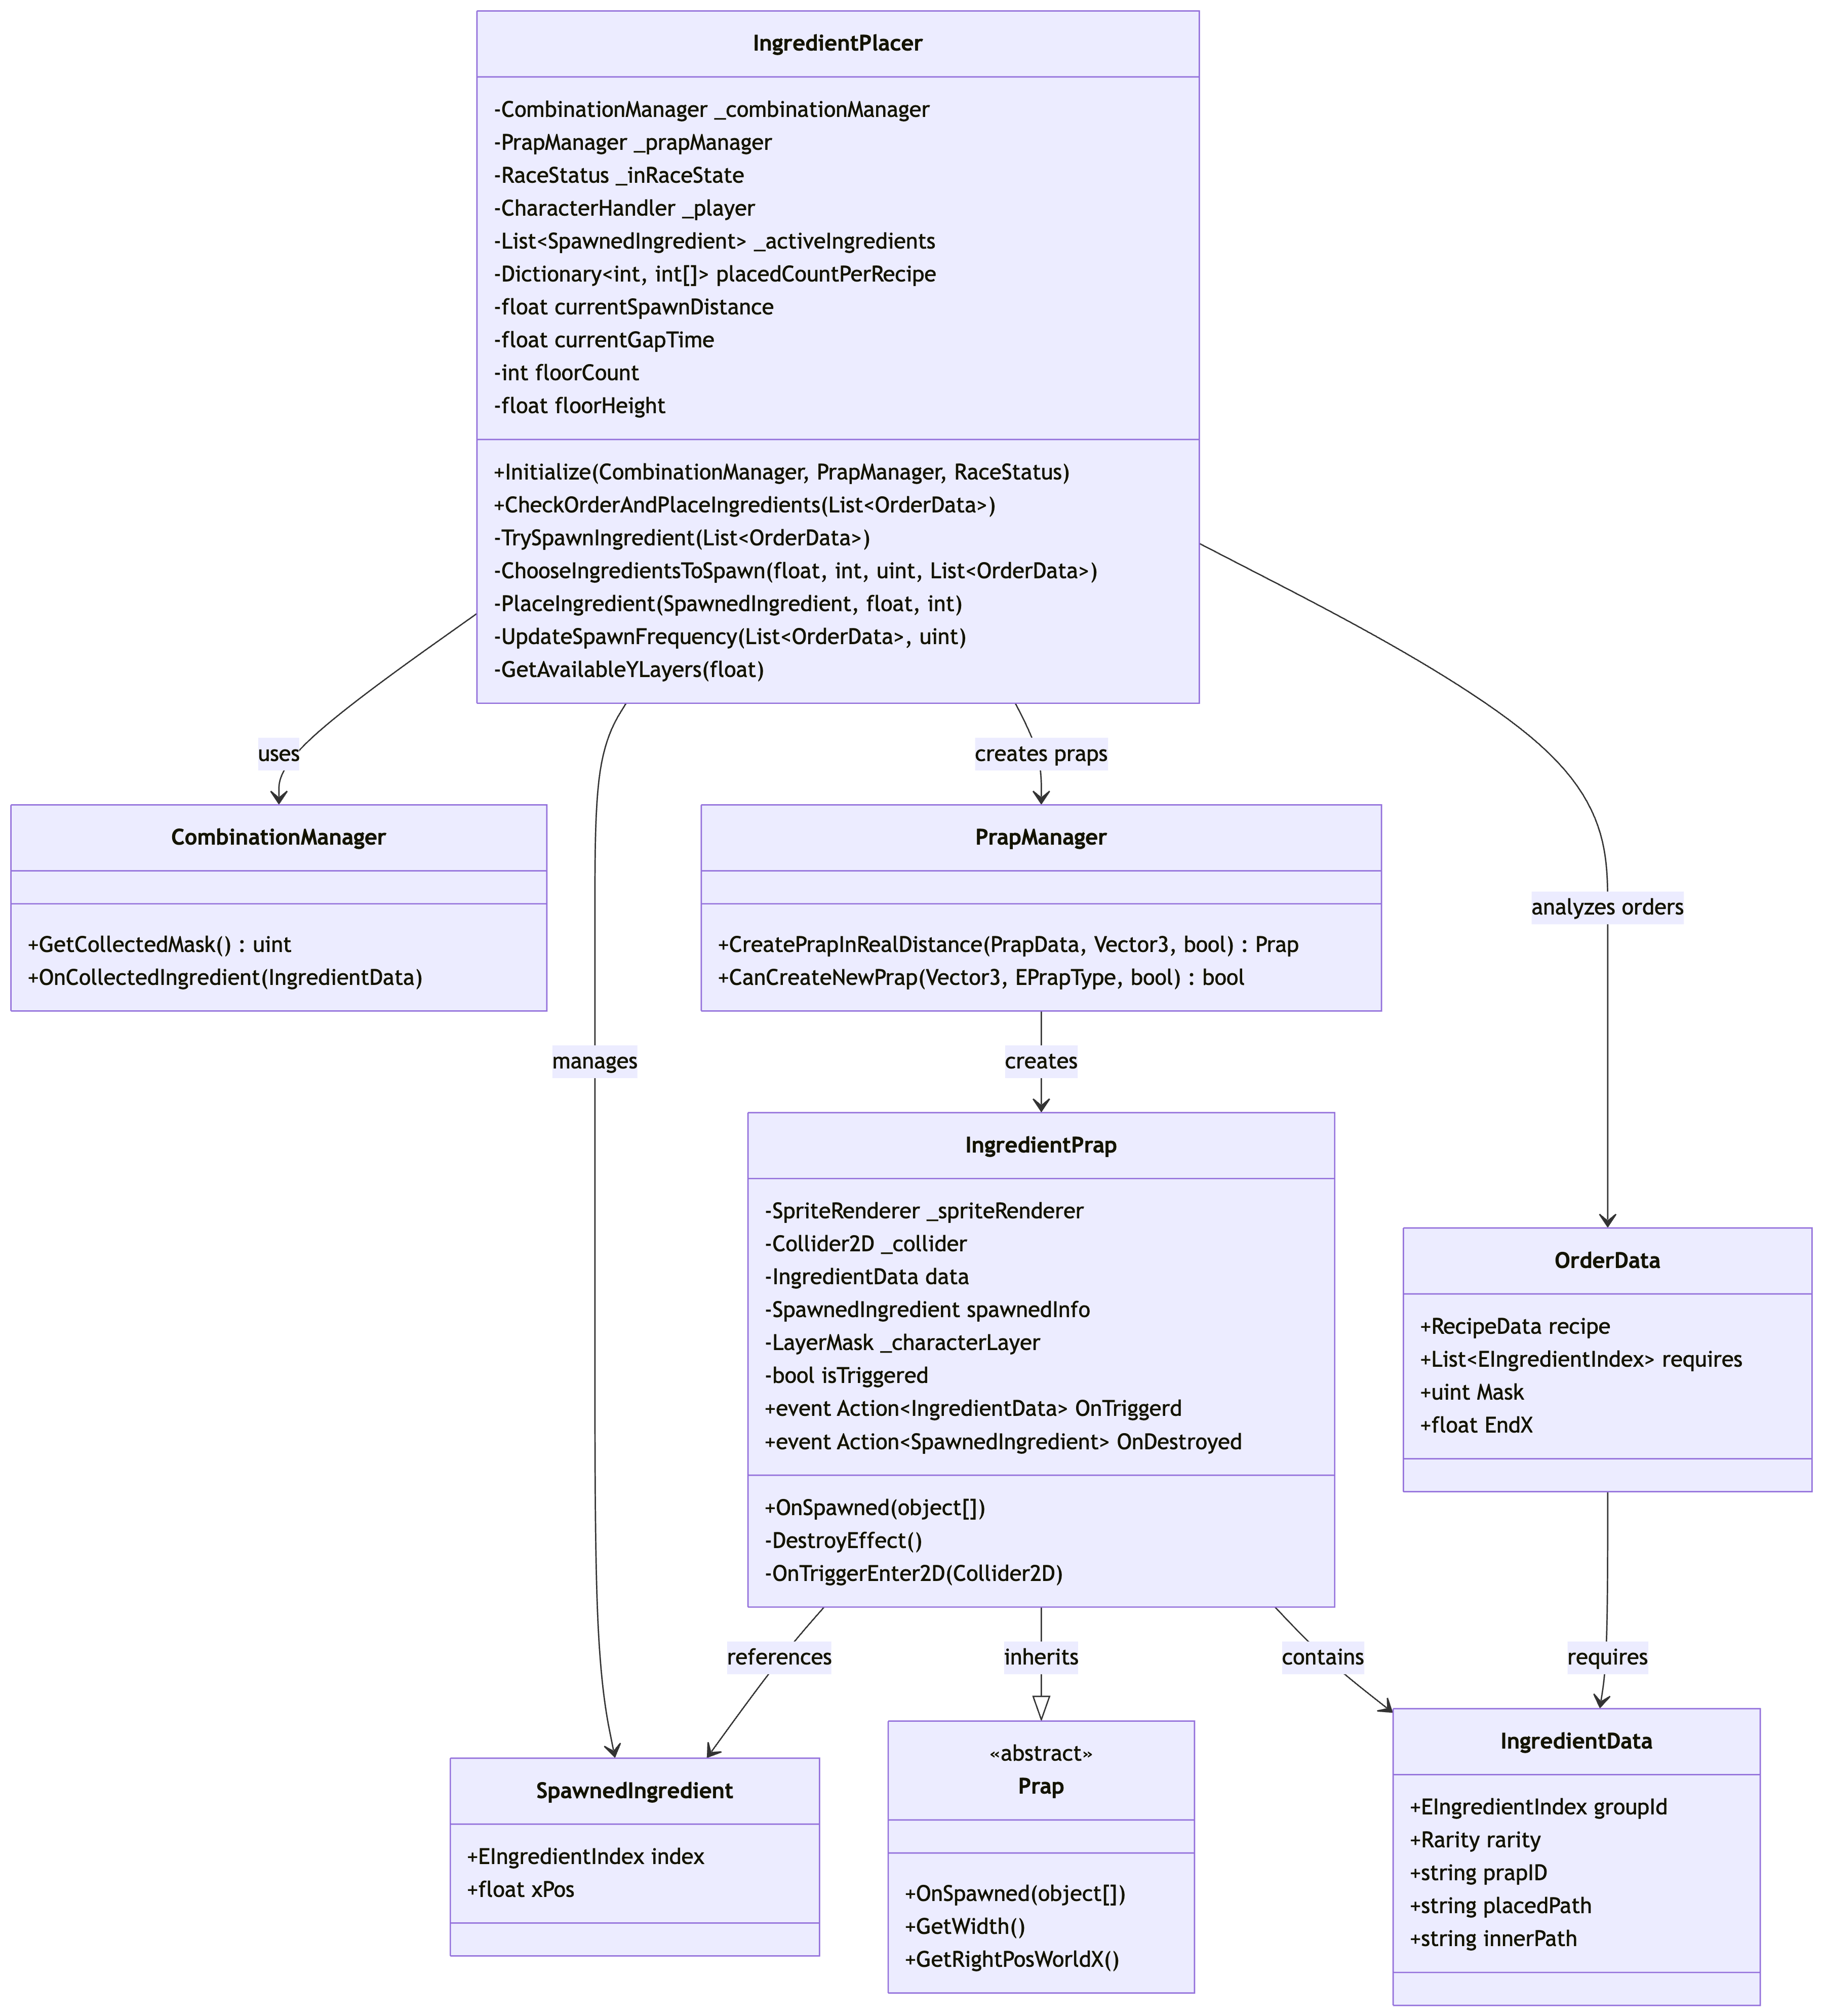 IngredientPlacer
-CombinationManager _combinationManager
-PrapManager _prapManager
-RaceStatus _inRaceState
-CharacterHandler _player
-List<SpawnedIngredient> _activeIngredients
-Dictionary<int, int[]> placedCountPerRecipe
-float currentSpawnDistance
-float currentGapTime
-int floorCount
-float floorHeight
+Initialize(CombinationManager, PrapManager, RaceStatus)
+CheckOrderAndPlaceIngredients(List<OrderData>)
-TrySpawnIngredient(List<OrderData>)
-ChooseIngredientsToSpawn(float, int, uint, List<OrderData>)
-PlaceIngredient(SpawnedIngredient, float, int)
-UpdateSpawnFrequency(List<OrderData>, uint)
-GetAvailableYLayers(float)
uses
creates praps
CombinationManager
+GetCollectedMask() : uint
+OnCollectedIngredient(IngredientData)
PrapManager
+CreatePrapInRealDistance(PrapData, Vector3, bool) : Prap
+CanCreateNewPrap(Vector3, EPrapType, bool) : bool
analyzes orders
manages
creates
IngredientPrap
-SpriteRenderer _spriteRenderer
-Collider2D _collider
-IngredientData data
-SpawnedIngredient spawnedInfo
-LayerMask _characterLayer
-bool isTriggered
+event Action<IngredientData> OnTriggerd
+event Action<SpawnedIngredient> OnDestroyed
+OnSpawned(object[])
-DestroyEffect()
-OnTriggerEnter2D(Collider2D)
OrderData
+RecipeData recipe
+List<EIngredientIndex> requires
+uint Mask
+float EndX
references
inherits
contains
requires
SpawnedIngredient
+EIngredientIndex index
+float xPos
«abstract»
Prap
+OnSpawned(object[])
+GetWidth()
+GetRightPosWorldX()
IngredientData
+EIngredientIndex groupId
+Rarity rarity
+string prapID
+string placedPath
+string innerPath